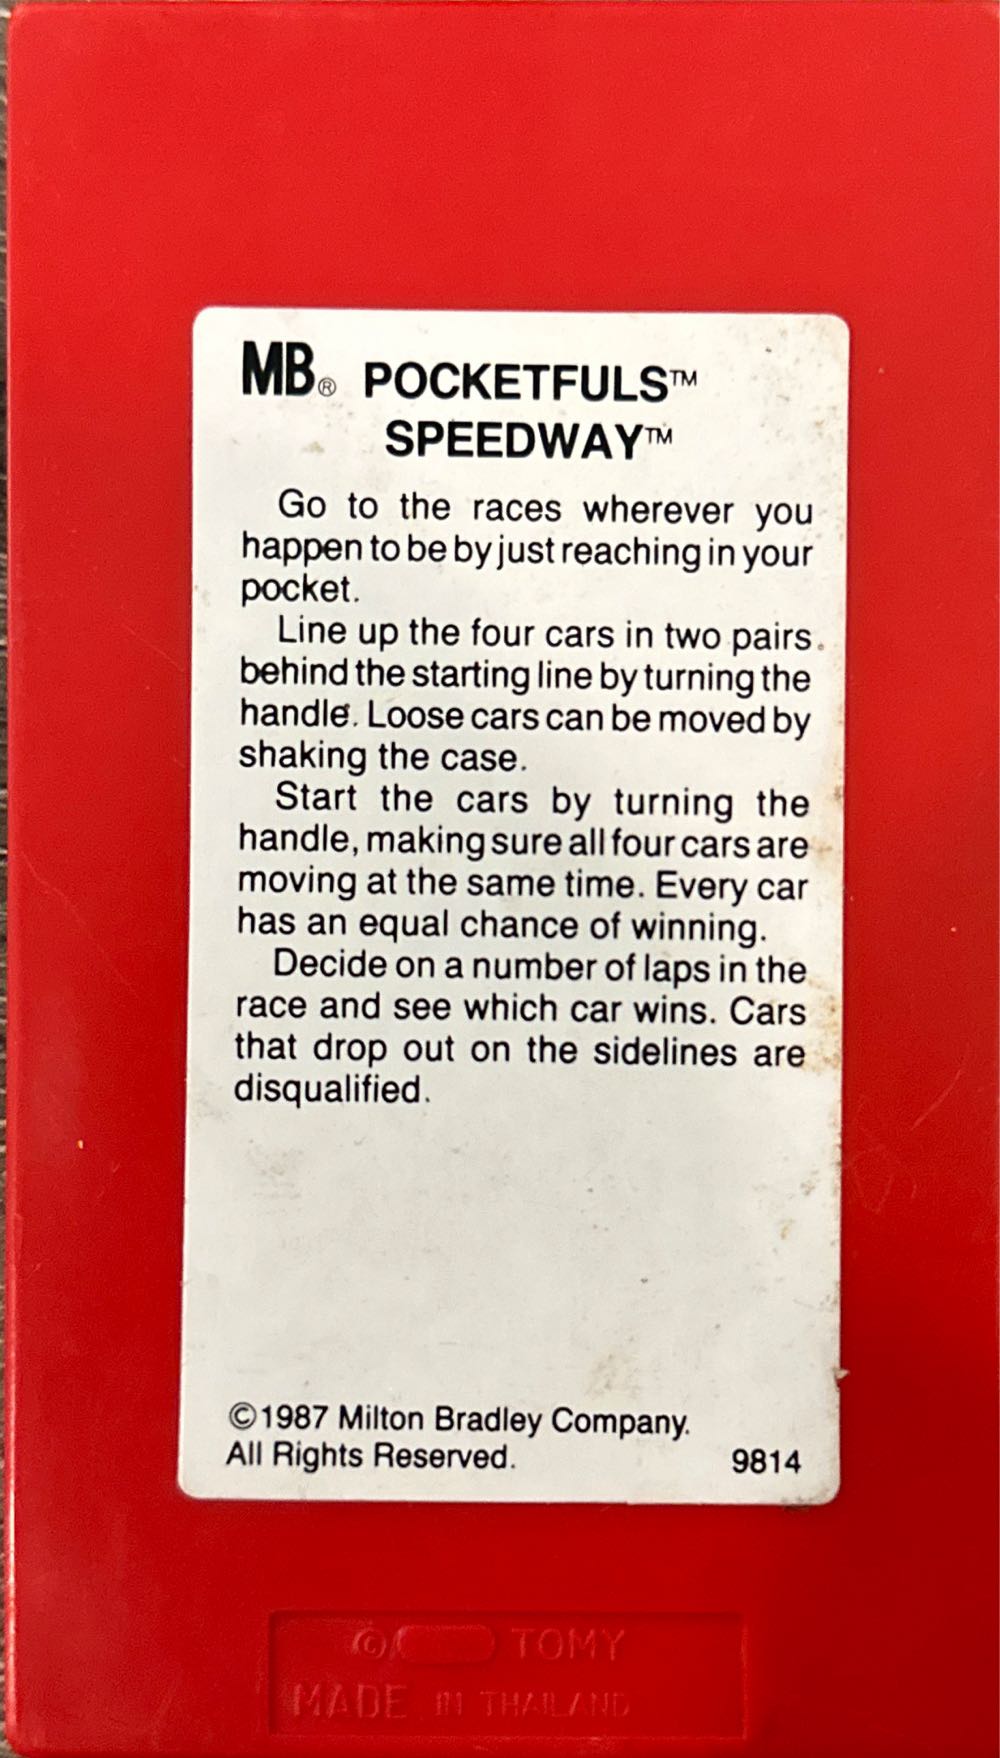 MB® POCKETFULS™
SPEEDWAY™
Go to the races wherever you
happen to be by just reaching in your
pocket.
Line up the four cars in two pairs
behind the starting line by turning the
handle. Loose cars can be moved by
shaking the case.
Start the cars by turning the
handle, making sure all four cars are
moving at the same time. Every car
has an equal chance of winning.
Decide on a number of laps in the
race and see which car wins. Cars
that drop out on the sidelines are
disqualified.
©1987 Milton Bradley Company.
All Rights Reserved. 9814
© TOMY
MADE IN THAILAND